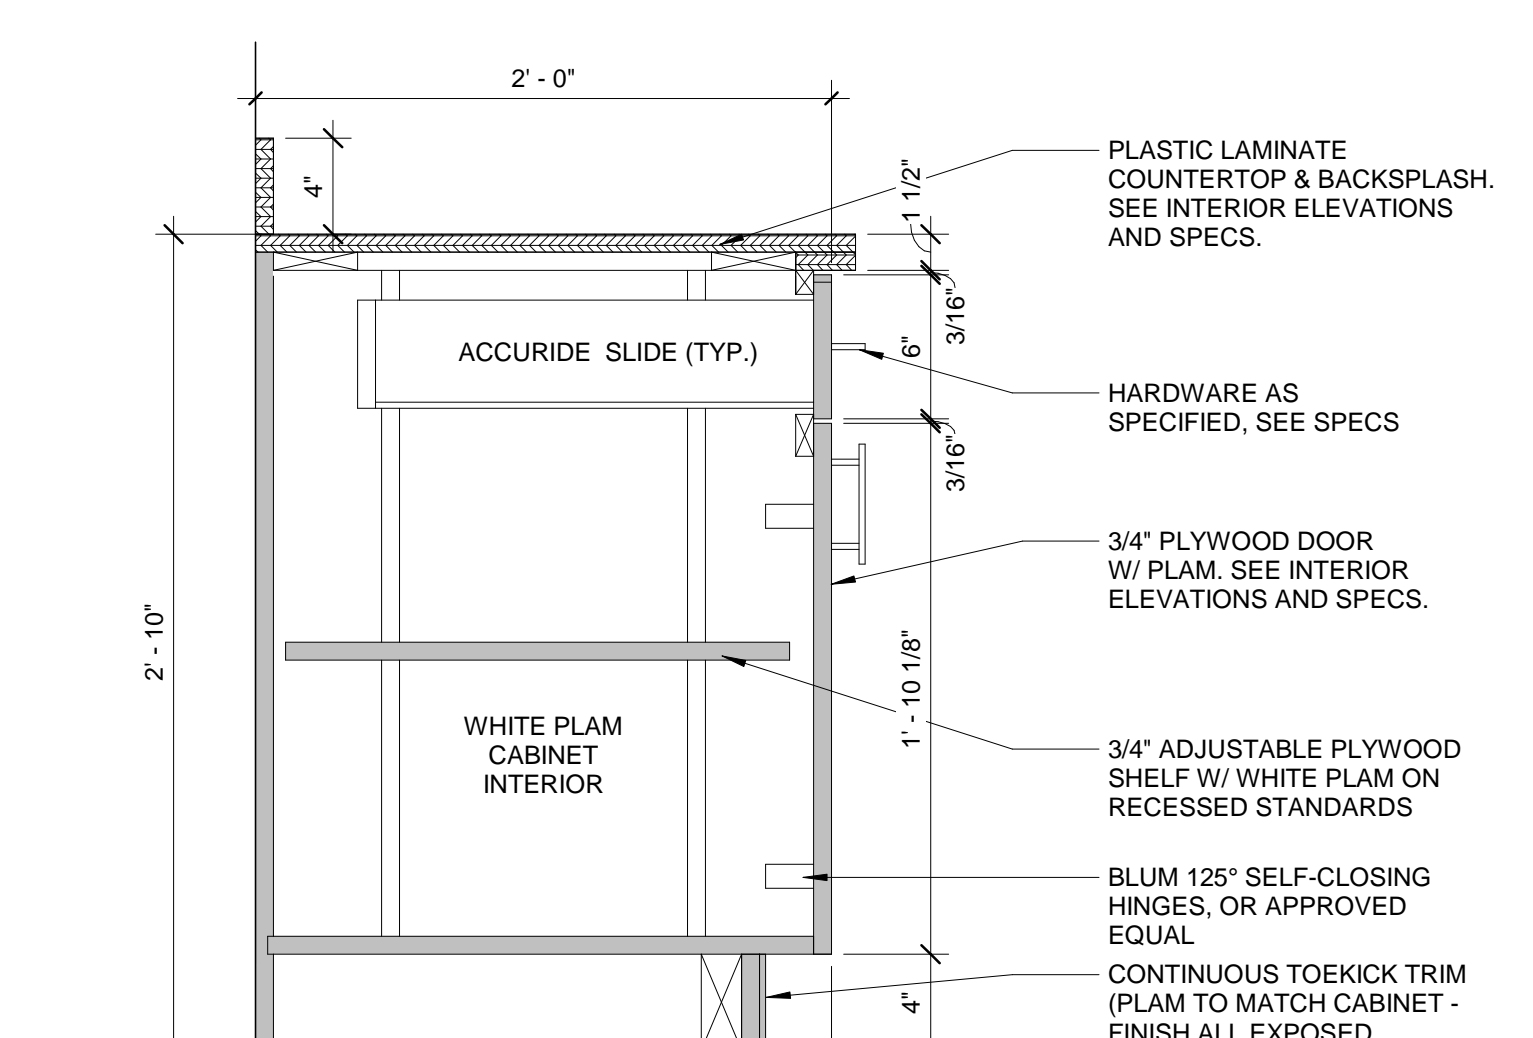 2' - 0"
4"
1 1/2"
PLASTIC LAMINATE
COUNTERTOP & BACKSPLASH.
SEE INTERIOR ELEVATIONS
AND SPECS.
3/16"
6"
ACCURIDE SLIDE (TYP.)
HARDWARE AS
SPECIFIED, SEE SPECS
3/16"
3/4" PLYWOOD DOOR
W/ PLAM. SEE INTERIOR
ELEVATIONS AND SPECS.
2' - 10"
1' - 10 1/8"
WHITE PLAM
CABINET
INTERIOR
3/4" ADJUSTABLE PLYWOOD
SHELF W/ WHITE PLAM ON
RECESSED STANDARDS
BLUM 125° SELF-CLOSING
HINGES, OR APPROVED
EQUAL
4"
CONTINUOUS TOEKICK TRIM
(PLAM TO MATCH CABINET -
FINISH ALL EXPOSED